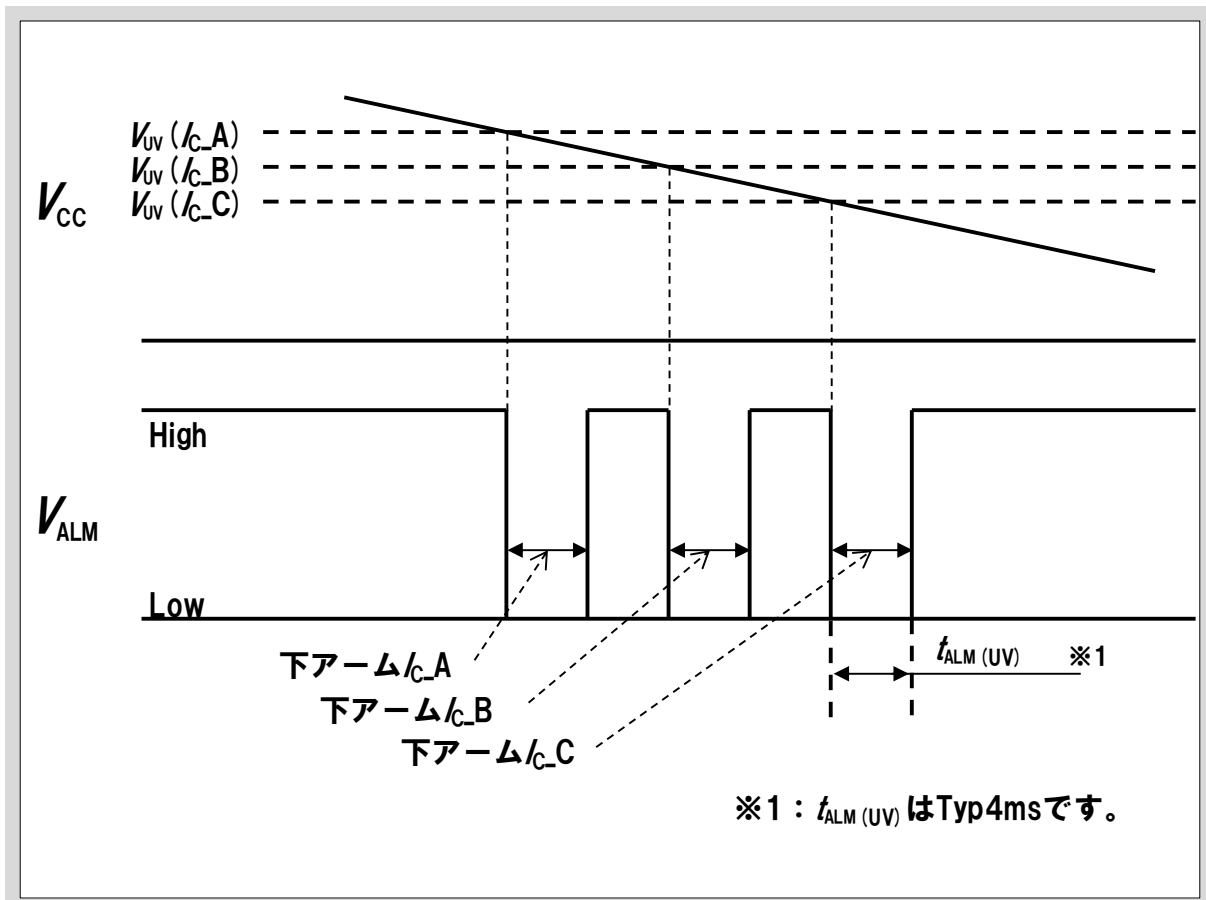 VUV (IC_A)
VUV (IC_B)
VUV (IC_C)
VCC
High
VALM
Low
下アームIC_A
下アームIC_B
下アームIC_C
tALM (UV) ※1
※1：tALM (UV) はTyp4msです。